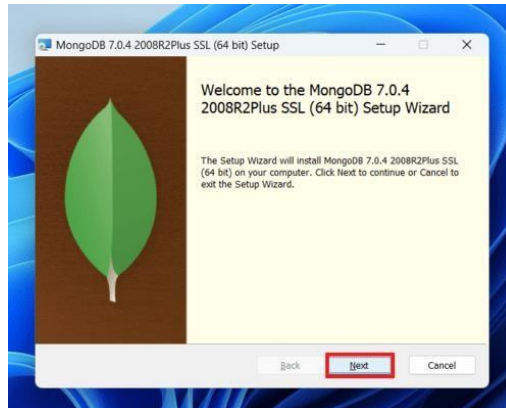 MongoDB 7.0.4 2008R2Plus SSL (64 bit) Setup
Welcome to the MongoDB 7.0.4
2008R2Plus SSL (64 bit) Setup Wizard
The Setup Wizard will install MongoDB 7.0.4 2008R2Plus SSL
(64 bit) on your computer. Click Next to continue or Cancel to
exit the Setup Wizard.
Back Next Cancel